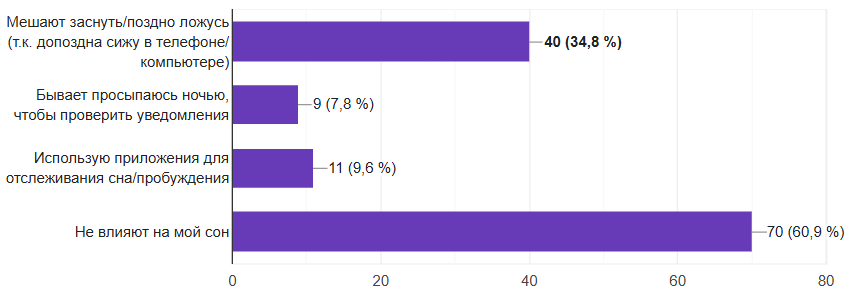 Мешают заснуть/поздно ложусь
(т.к. допоздна сижу в телефоне/
компьютере)
40 (34,8 %)
Бывает просыпаюсь ночью,
чтобы проверить уведомления
9 (7,8 %)
Использую приложения для
отслеживания сна/пробуждения
11 (9,6 %)
Не влияют на мой сон
70 (60,9 %)
0 20 40 60 80